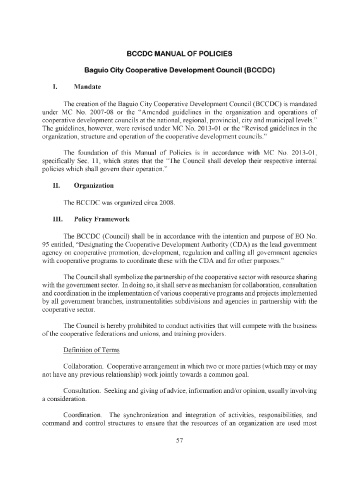 BCCDC MANUAL OF POLICIES
Baguio City Cooperative Development Council (BCCDC)
I. Mandate
The creation of the Baguio City Cooperative Development Council (BCCDC) is mandated
under MC No. 2007-08 or the "Amended guidelines in the organization and operations of
cooperative development councils at the national, regional, provincial, city and municipal levels."
The guidelines, however, were revised under MC No. 2013-01 or the "Revised guidelines in the
organization, structure and operation of the cooperative development councils."
The foundation of this Manual of Policies is in accordance with MC No. 2013-01,
specifically Sec. 11, which states that the "The Council shall develop their respective internal
policies which shall govern their operation."
II. Organization
The BCCDC was organized circa 2008.
III. Policy Framework
The BCCDC (Council) shall be in accordance with the intention and purpose of EO No.
95 entitled, "Designating the Cooperative Development Authority (CDA) as the lead government
agency on cooperative promotion, development, regulation and calling all government agencies
with cooperative programs to coordinate these with the CDA and for other purposes."
The Council shall symbolize the partnership of the cooperative sector with resource sharing
with the government sector. In doing so, it shall serve as mechanism for collaboration, consultation
and coordination in the implementation of various cooperative programs and projects implemented
by all government branches, instrumentalities subdivisions and agencies in partnership with the
cooperative sector.
The Council is hereby prohibited to conduct activities that will compete with the business
of the cooperative federations and unions, and training providers.
Definition of Terms
Collaboration. Cooperative arrangement in which two or more parties (which may or may
not have any previous relationship) work jointly towards a common goal.
Consultation. Seeking and giving of advice, information and/or opinion, usually involving
a consideration.
Coordination. The synchronization and integration of activities, responsibilities, and
command and control structures to ensure that the resources of an organization are used most
57